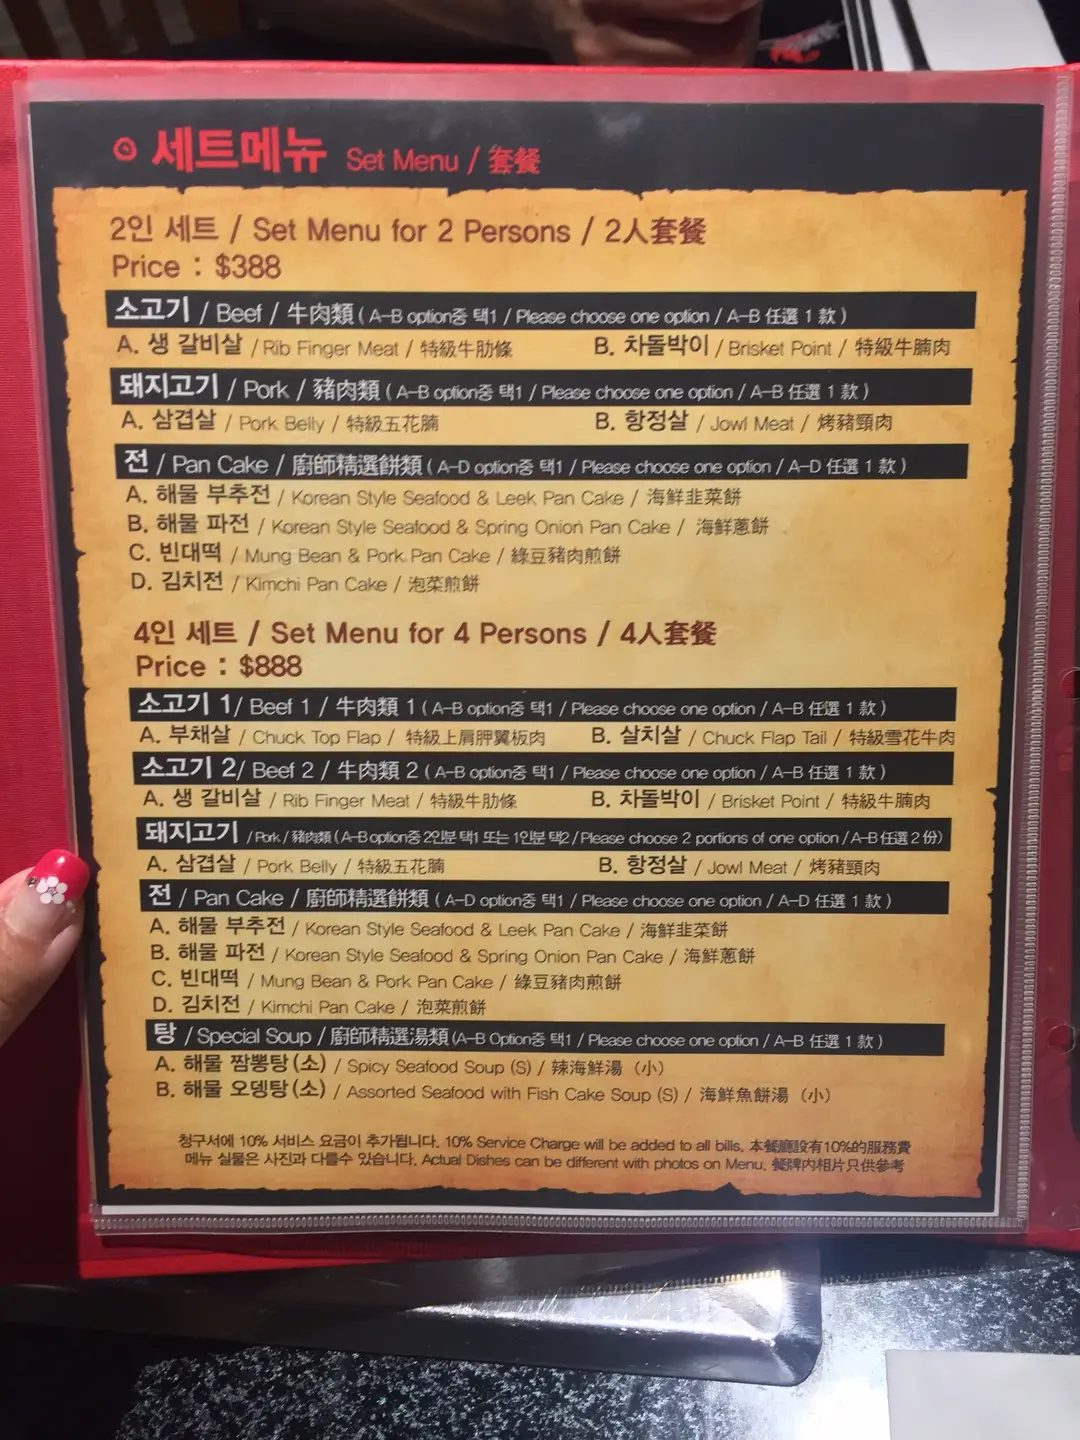 세트메뉴 Set Menu / 套餐
2인 세트 / Set Menu for 2 Persons / 2人套餐
Price : $388
소고기 / Beef / 牛肉類 ( A-B option중 택1 / Please choose one option / A-B 任選 1 款 )
A. 생 갈비살 / Rib Finger Meat / 特級牛肋條 B. 차돌박이 / Brisket Point / 特級牛腩肉
돼지고기 / Pork / 豬肉類 ( A-B option중 택1 / Please choose one option / A-B 任選 1 款 )
A. 삼겹살 / Pork Belly / 特級五花腩 B. 항정살 / Jowl Meat / 烤豬頸肉
전 / Pan Cake / 廚師精選餅類 ( A-D option중 택1 / Please choose one option / A-D 任選 1 款 )
A. 해물 부추전 / Korean Style Seafood & Leek Pan Cake / 海鮮韭菜餅
B. 해물 파전 / Korean Style Seafood & Spring Onion Pan Cake / 海鮮蔥餅
C. 빈대떡 / Mung Bean & Pork Pan Cake / 綠豆豬肉煎餅
D. 김치전 / Kimchi Pan Cake / 泡菜煎餅
4인 세트 / Set Menu for 4 Persons / 4人套餐
Price : $888
소고기 1/ Beef 1 / 牛肉類 1 ( A-B option중 택1 / Please choose one option / A-B 任選 1 款 )
A. 부채살 / Chuck Top Flap / 特級上肩胛翼板肉 B. 살치살 / Chuck Flap Tail / 特級雪花牛肉
소고기 2/ Beef 2 / 牛肉類 2 ( A-B option중 택1 / Please choose one option / A-B 任選 1 款 )
A. 생 갈비살 / Rib Finger Meat / 特級牛肋條 B. 차돌박이 / Brisket Point / 特級牛腩肉
돼지고기 / Pork / 豬肉類 ( A-B option중 2인분 택1 또는 1인분 택2 / Please choose 2 portions of one option / A-B 任選 2 份)
A. 삼겹살 / Pork Belly / 特級五花腩 B. 항정살 / Jowl Meat / 烤豬頸肉
전 / Pan Cake / 廚師精選餅類 ( A-D option중 택1 / Please choose one option / A-D 任選 1 款 )
A. 해물 부추전 / Korean Style Seafood & Leek Pan Cake / 海鮮韭菜餅
B. 해물 파전 / Korean Style Seafood & Spring Onion Pan Cake / 海鮮蔥餅
C. 빈대떡 / Mung Bean & Pork Pan Cake / 綠豆豬肉煎餅
D. 김치전 / Kimchi Pan Cake / 泡菜煎餅
탕 / Special Soup / 廚師精選湯類 (A-B Option중 택1 / Please choose one option / A-B 任選 1 款 )
A. 해물 짬뽕탕(소) / Spicy Seafood Soup (S) / 辣海鮮湯（小）
B. 해물 오뎅탕(소) / Assorted Seafood with Fish Cake Soup (S) / 海鮮魚餅湯（小）
청구서에 10% 서비스 요금이 추가됩니다. 10% Service Charge will be added to all bills. 本餐廳設有10%的服務費
메뉴 실물은 사진과 다를수 있습니다. Actual Dishes can be different with photos on Menu. 餐牌內相片只供參考